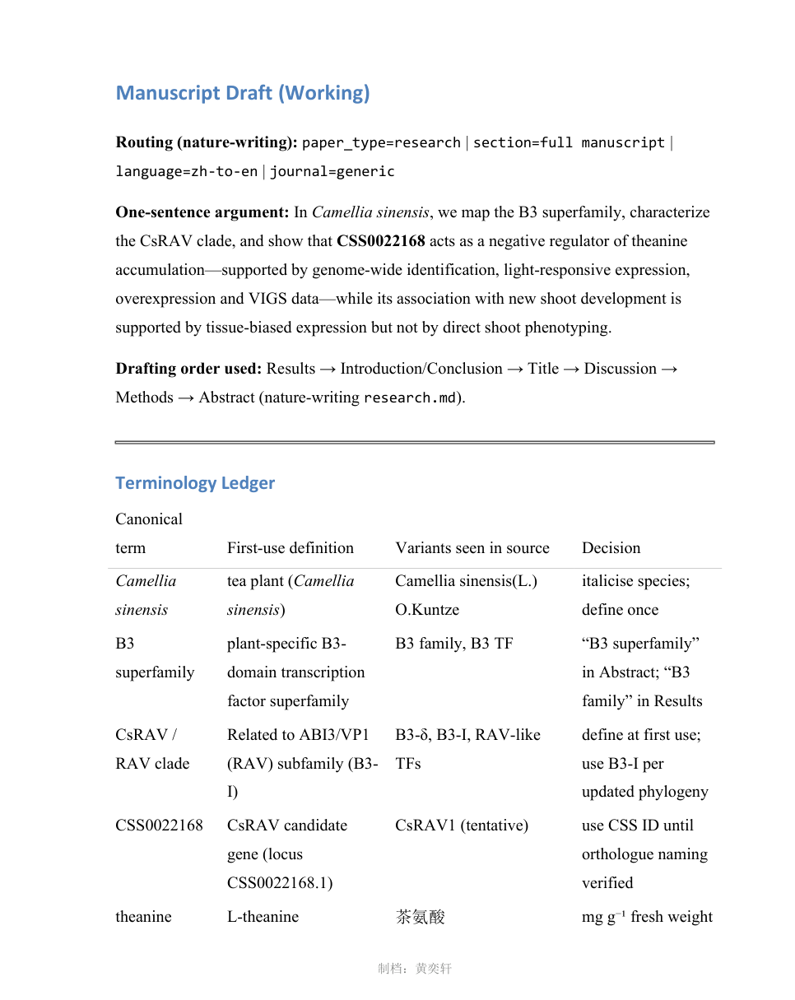 Manuscript Draft (Working)
Routing (nature-writing): paper_type=research | section=full manuscript |
language=zh-to-en | journal=generic
One-sentence argument: In Camellia sinensis, we map the B3 superfamily, characterize
the CsRAV clade, and show that CSS0022168 acts as a negative regulator of theanine
accumulation—supported by genome-wide identification, light-responsive expression,
overexpression and VIGS data—while its association with new shoot development is
supported by tissue-biased expression but not by direct shoot phenotyping.
Drafting order used: Results → Introduction/Conclusion → Title → Discussion →
Methods → Abstract (nature-writing research.md).
Terminology Ledger
Canonical
term First-use definition Variants seen in source Decision
Camellia tea plant (Camellia Camellia sinensis(L.) italicise species;
sinensis sinensis) O.Kuntze define once
B3 plant-specific B3- B3 family, B3 TF “B3 superfamily”
superfamily domain transcription in Abstract; “B3
factor superfamily family” in Results
CsRAV / Related to ABI3/VP1 B3-δ, B3-I, RAV-like define at first use;
RAV clade (RAV) subfamily (B3- TFs use B3-I per
I) updated phylogeny
CSS0022168 CsRAV candidate CsRAV1 (tentative) use CSS ID until
gene (locus orthologue naming
CSS0022168.1) verified
theanine L-theanine 茶氨酸 mg g⁻¹ fresh weight
制档：黄奕轩